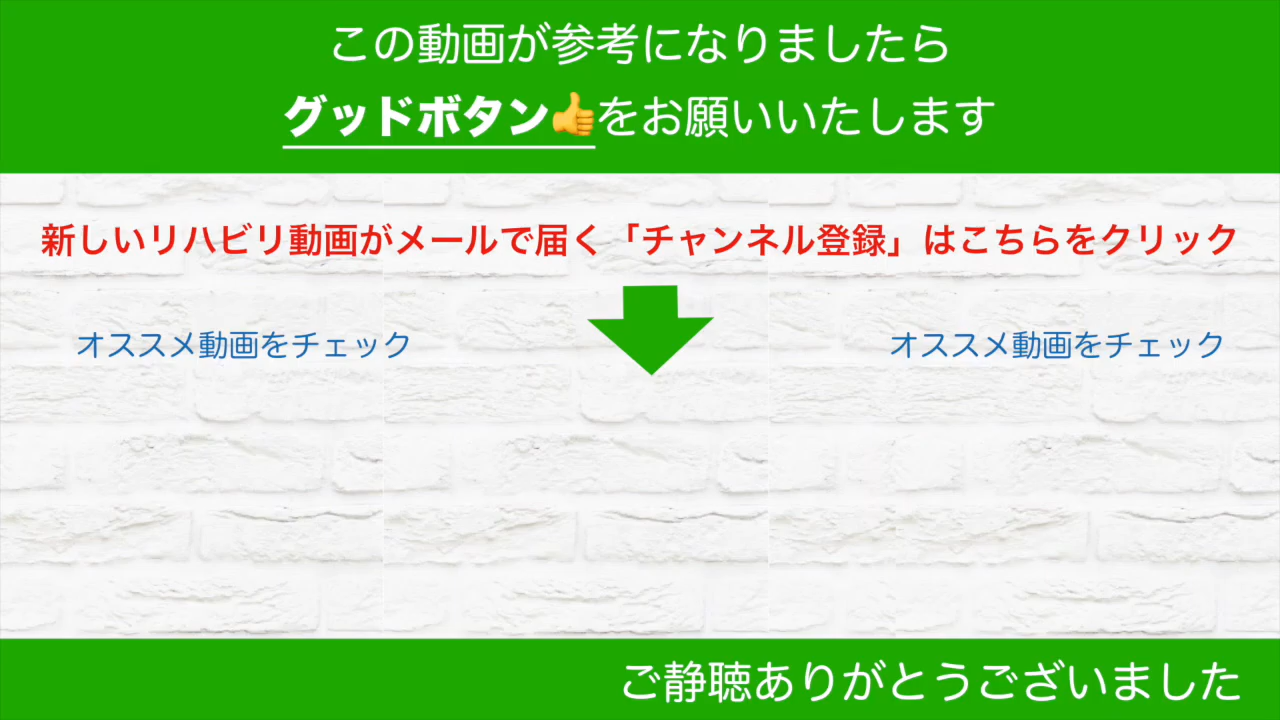 この動画が参考になりましたら
グッドボタン👍をお願いいたします
新しいリハビリ動画がメールで届く「チャンネル登録」はこちらをクリック
オススメ動画をチェック
オススメ動画をチェック
ご静聴ありがとうございました